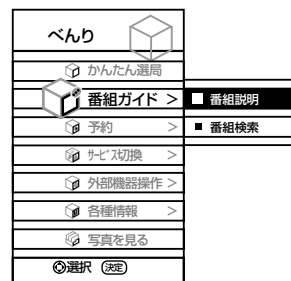 べんり
かんたん選局
番組ガイド >
番組説明
予約 >
番組検索
サービス切換 >
外部機器操作 >
各種情報 >
写真を見る
選択 決定